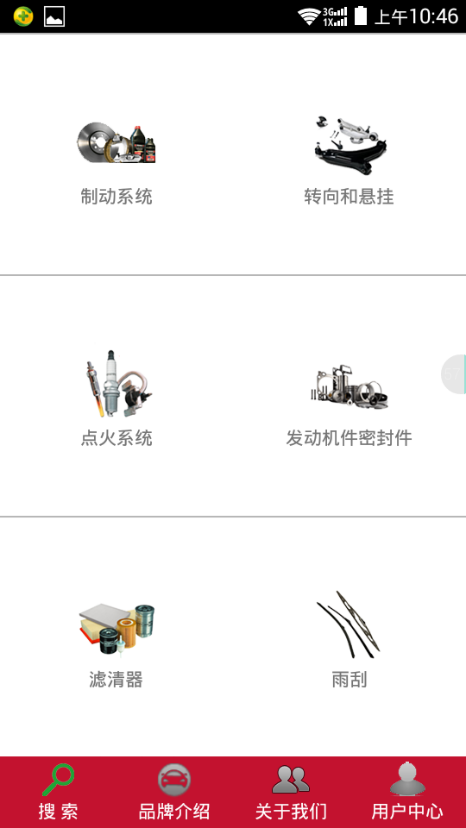 3G
1X
上午10:46
制动系统
转向和悬挂
点火系统
发动机件密封件
滤清器
雨刮
搜 索
品牌介绍
关于我们
用户中心